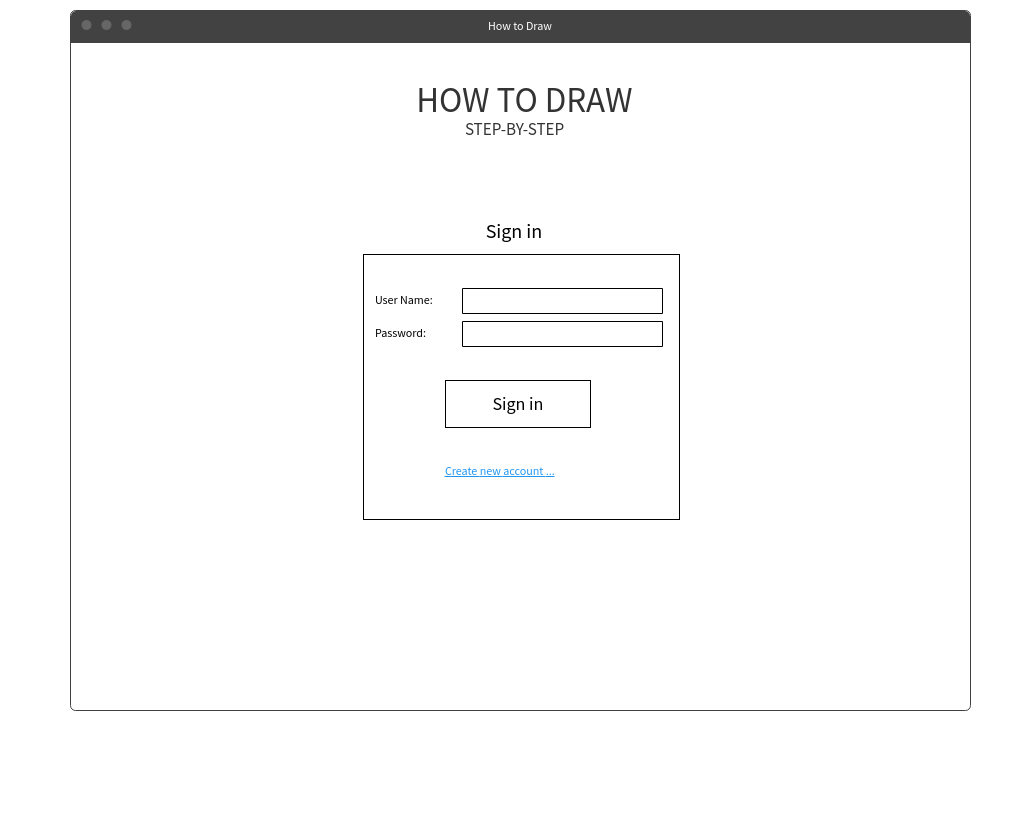 How to Draw
HOW TO DRAW
STEP-BY-STEP
Sign in
User Name:
Password:
Sign in
Create new account ...